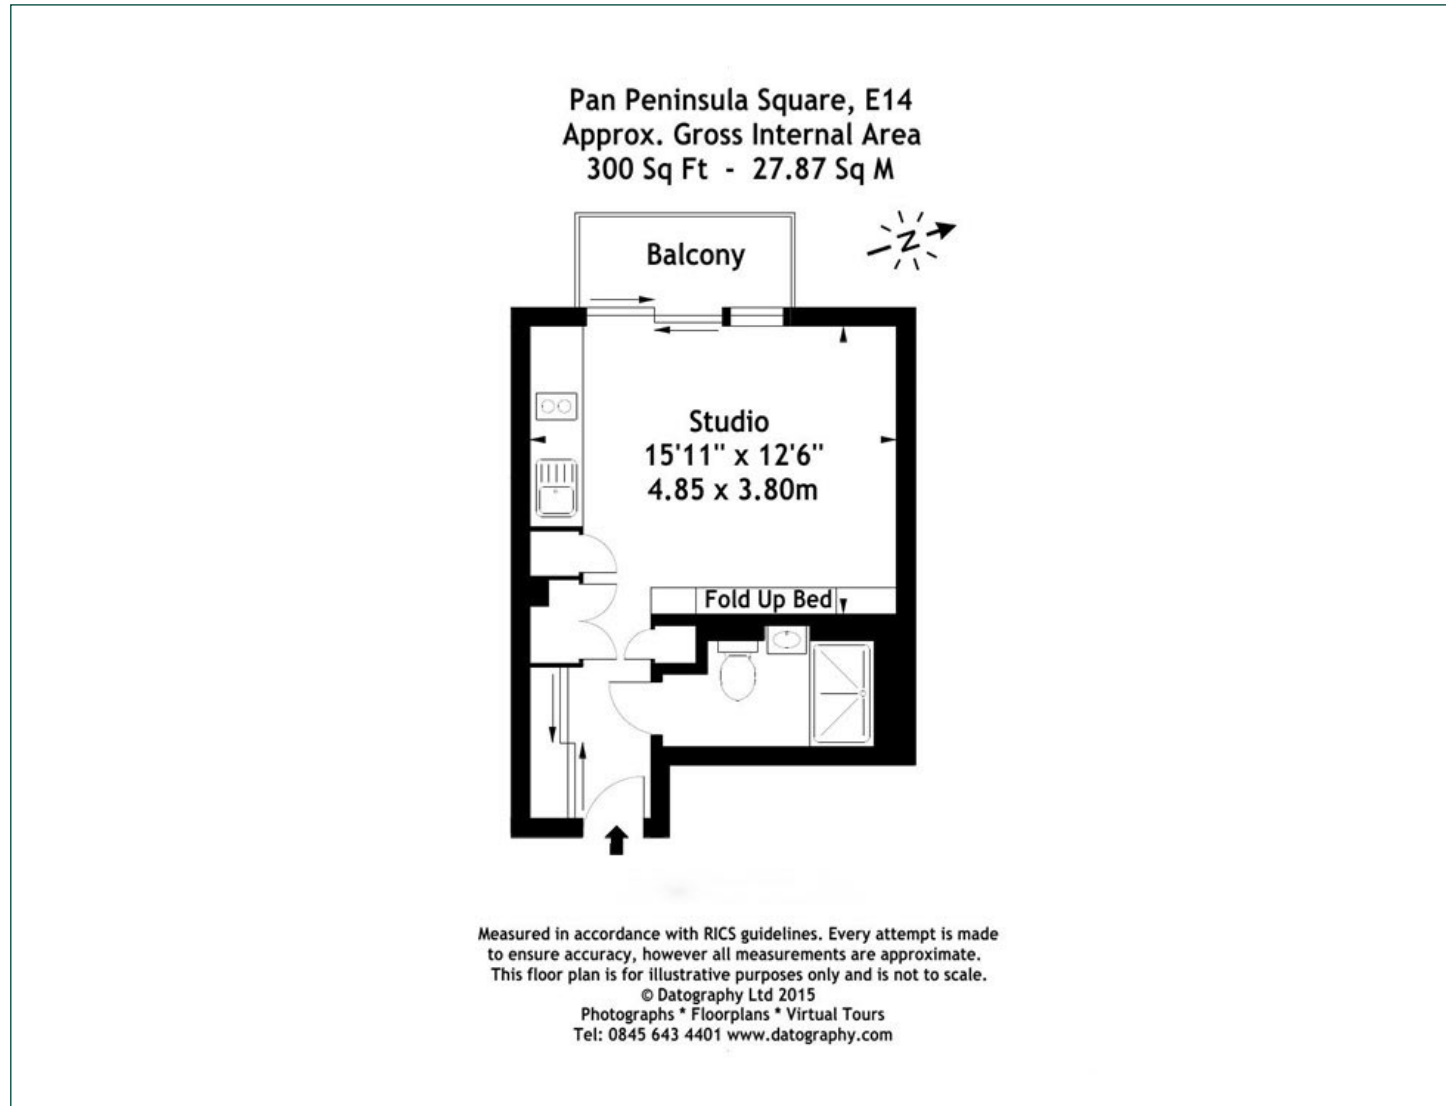 Pan Peninsula Square, E14
Approx. Gross Internal Area
300 Sq Ft - 27.87 Sq M
N
Balcony
Studio
15'11" x 12'6"
4.85 x 3.80m
Fold Up Bed
Measured in accordance with RICS guidelines. Every attempt is made
to ensure accuracy, however all measurements are approximate.
This floor plan is for illustrative purposes only and is not to scale.
© Datography Ltd 2015
Photographs * Floorplans * Virtual Tours
Tel: 0845 643 4401 www.datography.com